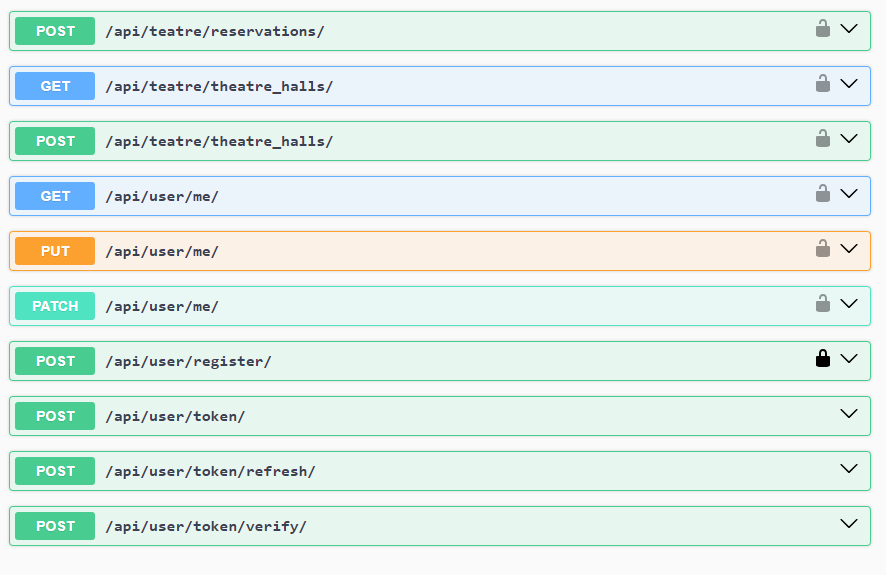 POST /api/teatre/reservations/
GET /api/teatre/theatre_halls/
POST /api/teatre/theatre_halls/
GET /api/user/me/
PUT /api/user/me/
PATCH /api/user/me/
POST /api/user/register/
POST /api/user/token/
POST /api/user/token/refresh/
POST /api/user/token/verify/